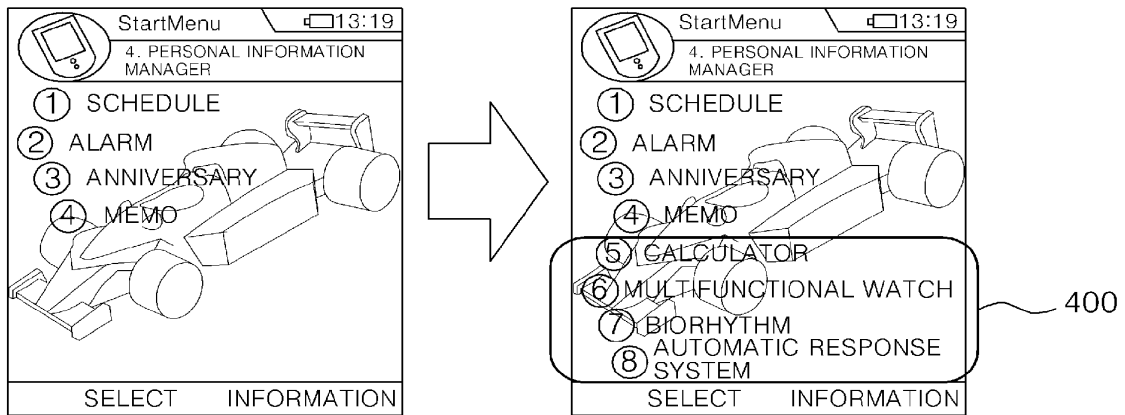 StartMenu 13:19
4. PERSONAL INFORMATION
MANAGER
① SCHEDULE
② ALARM
③ ANNIVERSARY
④ MEMO
SELECT INFORMATION
StartMenu 13:19
4. PERSONAL INFORMATION
MANAGER
① SCHEDULE
② ALARM
③ ANNIVERSARY
④ MEMO
⑤ CALCULATOR
⑥ MULTIFUNCTIONAL WATCH
⑦ BIORHYTHM
⑧ AUTOMATIC RESPONSE
SYSTEM
SELECT INFORMATION
400